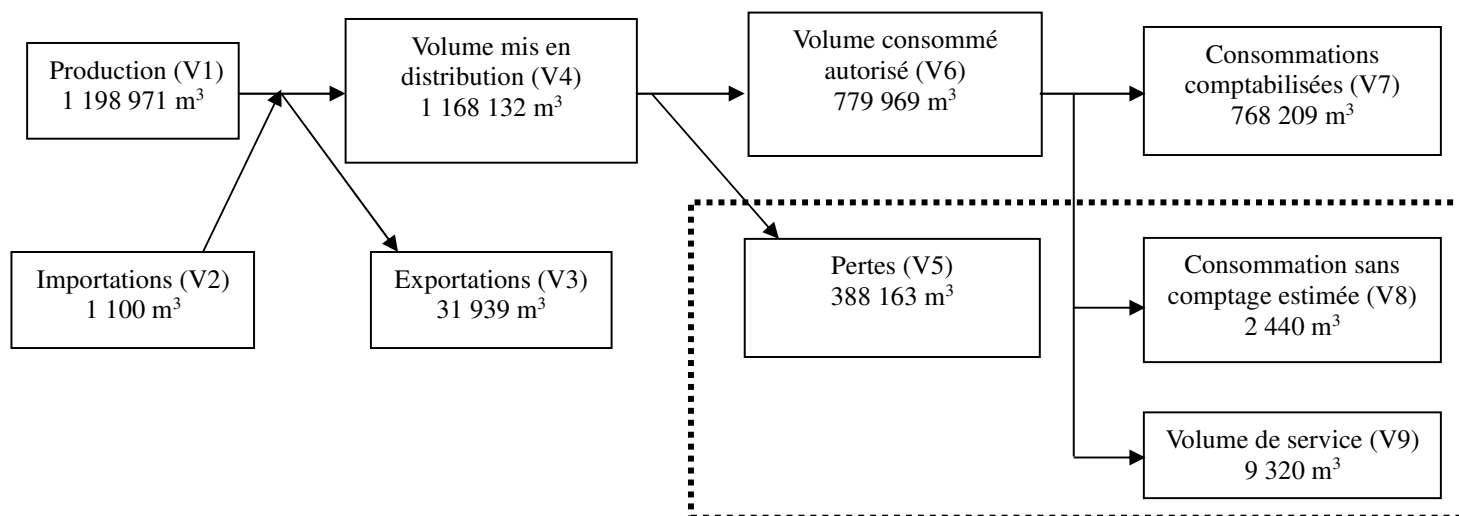 Production (V1)
1 198 971 m³
Volume mis en
distribution (V4)
1 168 132 m³
Volume consommé
autorisé (V6)
779 969 m³
Consommations
comptabilisées (V7)
768 209 m³
Importations (V2)
1 100 m³
Exportations (V3)
31 939 m³
Pertes (V5)
388 163 m³
Consommation sans
comptage estimée (V8)
2 440 m³
Volume de service (V9)
9 320 m³